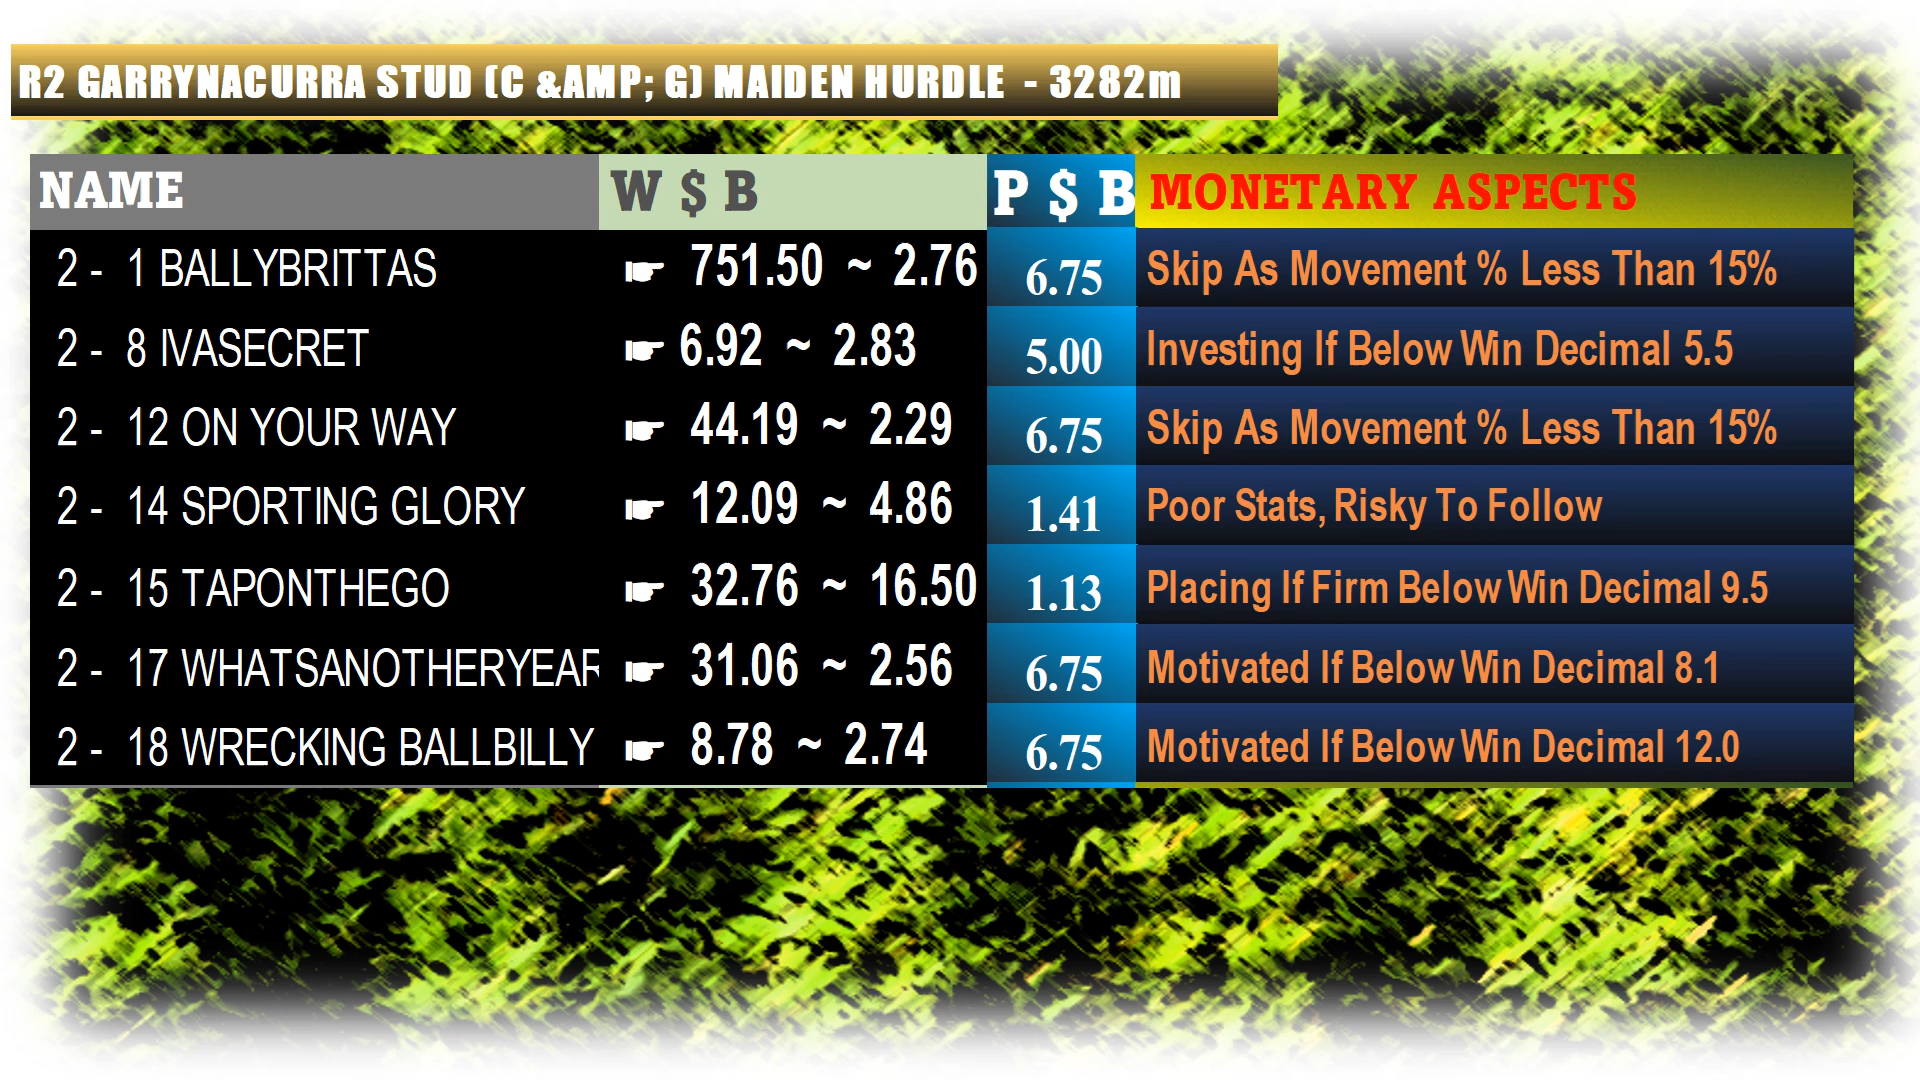 R2 GARRYNACURRA STUD (C &AMP; G) MAIDEN HURDLE - 3282m
NAME W $ B P $ B MONETARY ASPECTS
2 - 1 BALLYBRITTAS ☛ 751.50 ~ 2.76 6.75 Skip As Movement % Less Than 15%
2 - 8 IVASECRET ☛ 6.92 ~ 2.83 5.00 Investing If Below Win Decimal 5.5
2 - 12 ON YOUR WAY ☛ 44.19 ~ 2.29 6.75 Skip As Movement % Less Than 15%
2 - 14 SPORTING GLORY ☛ 12.09 ~ 4.86 1.41 Poor Stats, Risky To Follow
2 - 15 TAPONTHEGO ☛ 32.76 ~ 16.50 1.13 Placing If Firm Below Win Decimal 9.5
2 - 17 WHATSANOTHERYEAR ☛ 31.06 ~ 2.56 6.75 Motivated If Below Win Decimal 8.1
2 - 18 WRECKING BALLBILLY ☛ 8.78 ~ 2.74 6.75 Motivated If Below Win Decimal 12.0